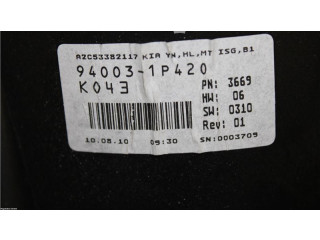 A2C53382117 KIA YN,HL,MT ISG,B1
94003-1P420
K043
PN: 3669
HW: 06
SW: 0310
Rev: 01
10.08.10 09:30 SN:0003709